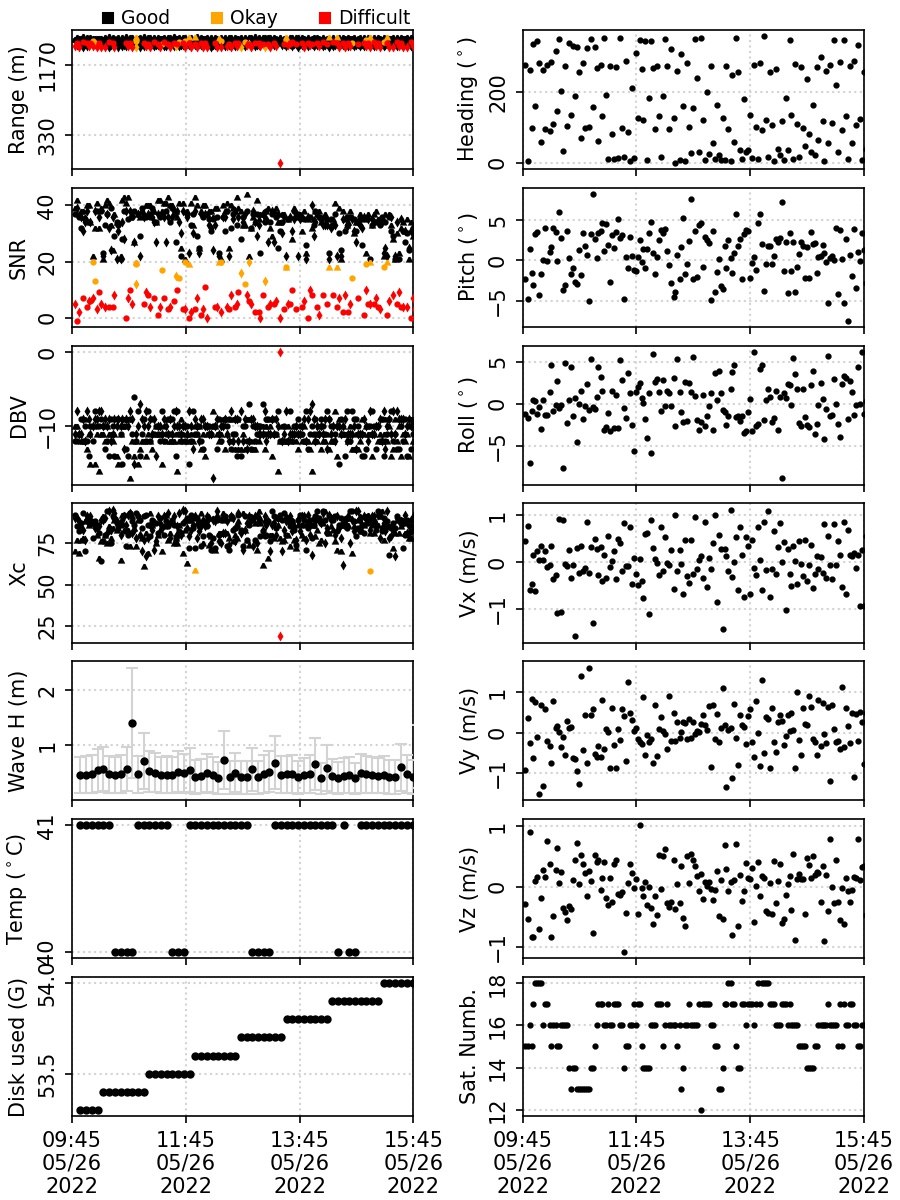 Good Okay Difficult
Range (m)
1170
330
Heading (°)
200
0
SNR
40
20
0
Pitch (°)
5
0
−5
DBV
0
−10
Roll (°)
5
0
−5
Xc
75
50
25
Vx (m/s)
1
0
−1
Wave H (m)
2
1
Vy (m/s)
1
0
−1
Temp (°C)
41
40
Vz (m/s)
1
0
−1
Disk used (G)
54.0
53.5
Sat. Numb.
18
16
14
12
09:45 11:45 13:45 15:45
05/26 05/26 05/26 05/26
2022 2022 2022 2022
09:45 11:45 13:45 15:45
05/26 05/26 05/26 05/26
2022 2022 2022 2022